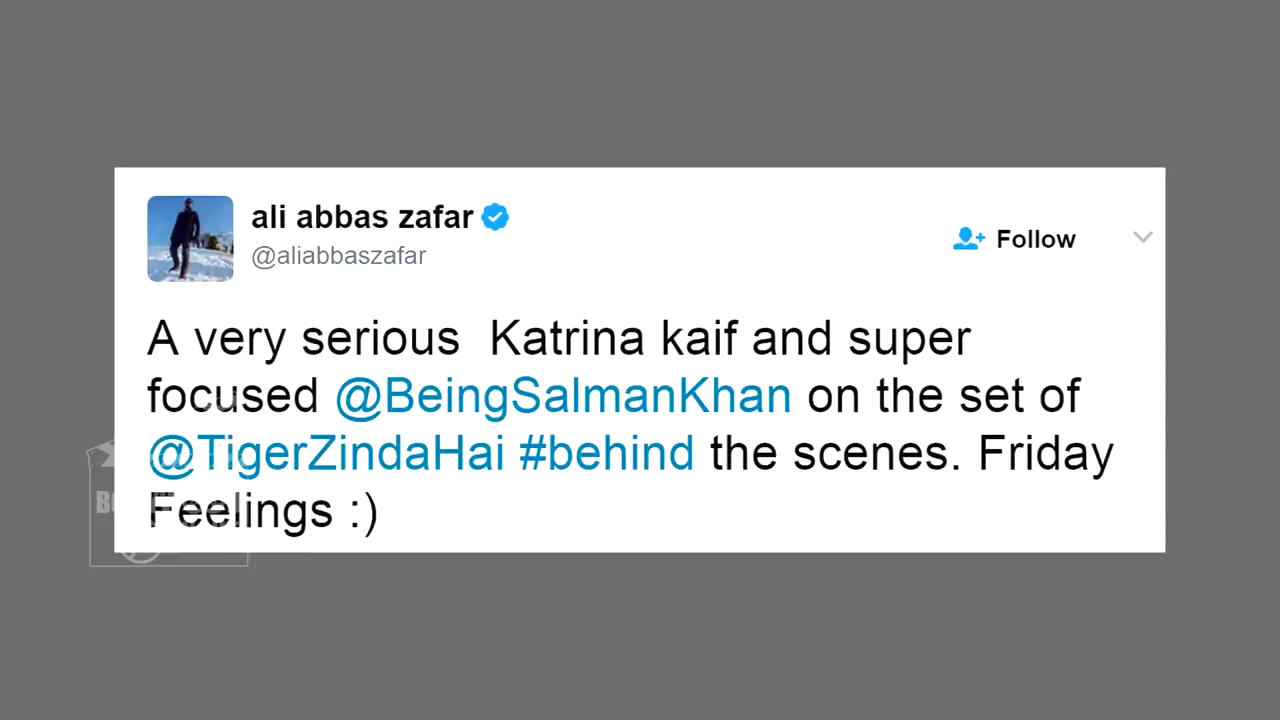 ali abbas zafar
@aliabbaszafar
Follow
A very serious  Katrina kaif and super
focused @BeingSalmanKhan on the set of
@TigerZindaHai #behind the scenes. Friday
Feelings :)